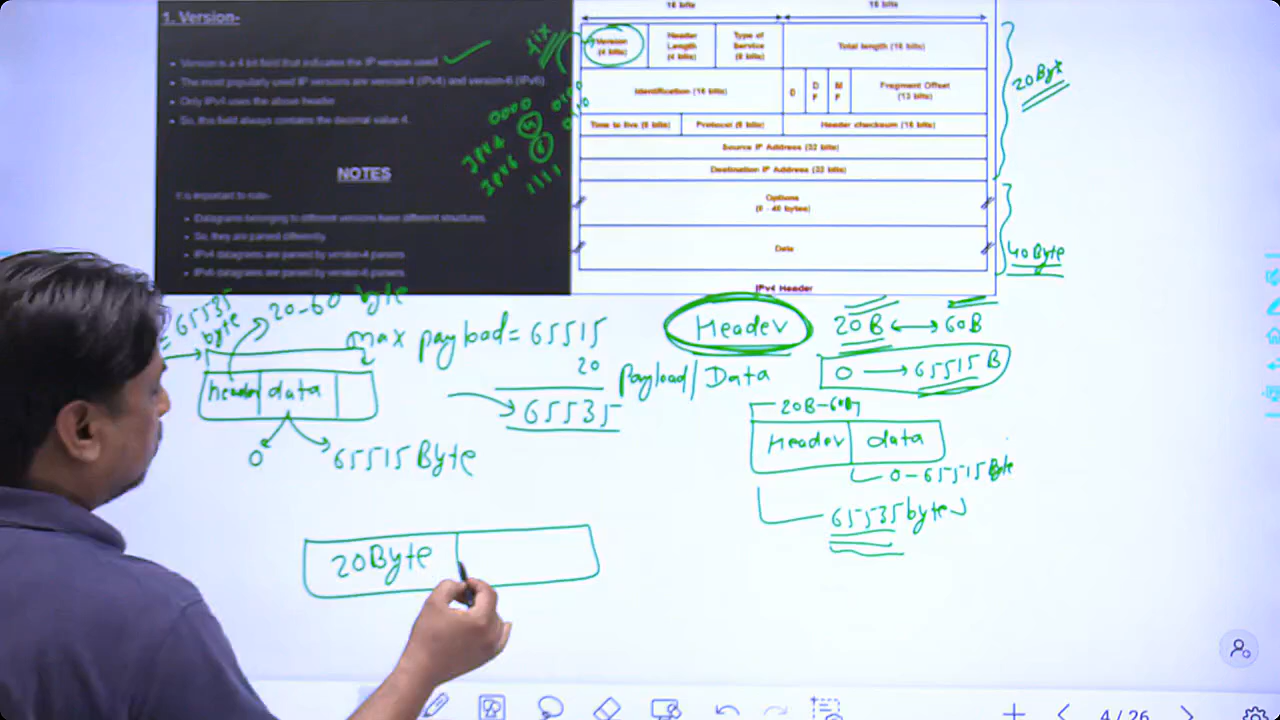 1. Version-
Version is a 4 bit field that indicates the IP version used.
The most popularly used IP versions are version-4 (IPv4) and version-6 (IPv6).
Only IPv4 uses the above header.
So, this field always contains the decimal value 4.
NOTES
It is important to note-
Datagrams belonging to different versions have different structures.
So, they are parsed differently.
IPv4 datagrams are parsed by version-4 parsers.
IPv6 datagrams are parsed by version-6 parsers.
0000
IPV4 4
IPV6 6
1111
fix
16 bits 16 bits
Version (4 bits)
Header Length (4 bits)
Type of Service (8 bits)
Total length (16 bits)
Identification (16 bits)
0
DF
MF
Fragment Offset (13 bits)
Time to live (8 bits)
Protocol (8 bits)
Header checksum (16 bits)
Source IP Address (32 bits)
Destination IP Address (32 bits)
Options
(0 - 40 bytes)
Data
IPv4 Header
20Byte
40Byte
=65535 byte
20-60 byte
header data
0
65515 Byte
max payload = 65515
20
65535
Header
20B 60B
Payload/Data
0 65515 B
20B-60B
Header data
0-65515 Byte
65535 byte
20Byte
4/26